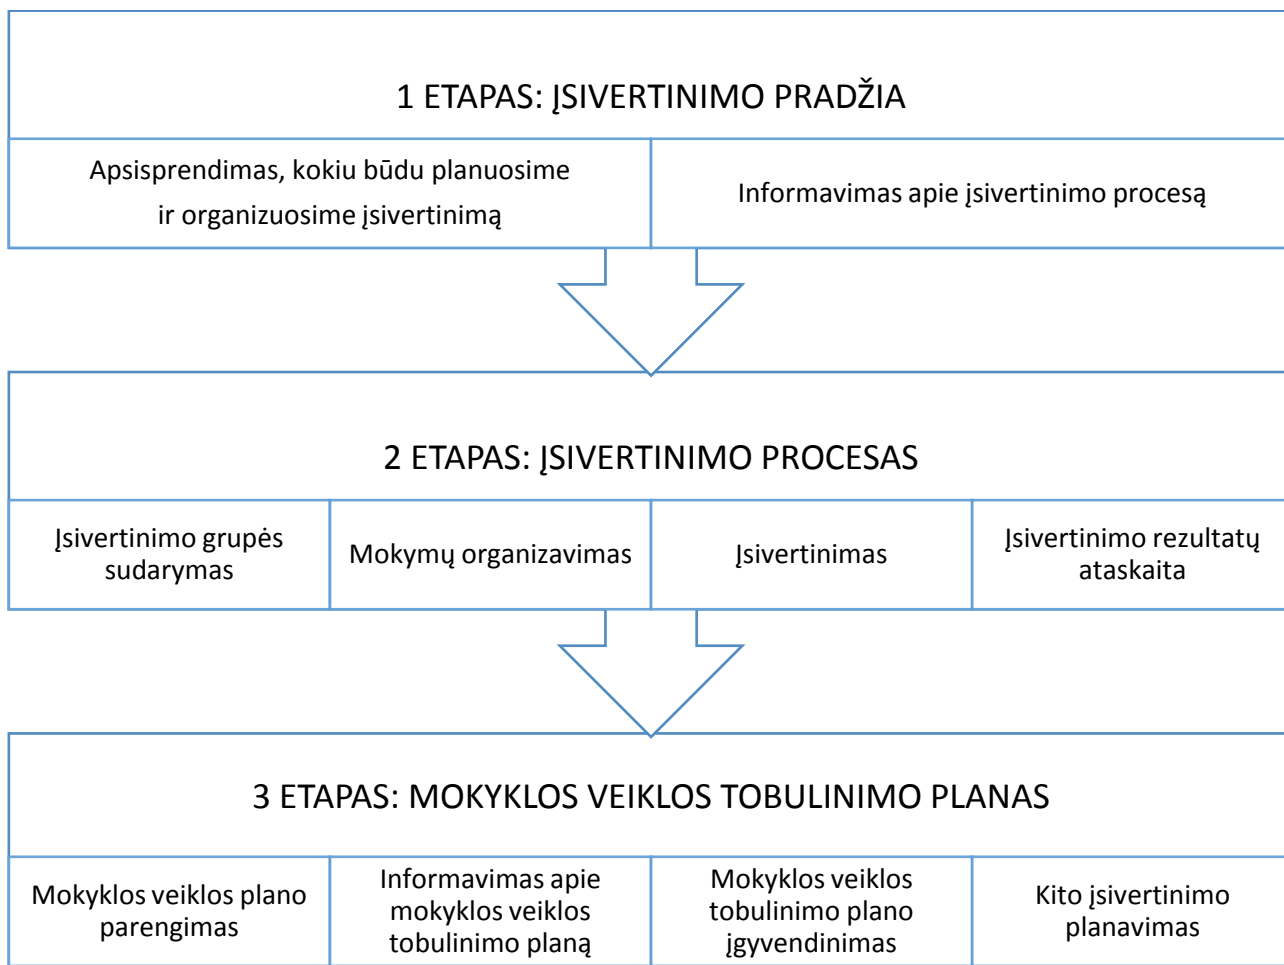 1 ETAPAS: ĮSIVERTINIMO PRADŽIA
Apsisprendimas, kokiu būdu planuosime
ir organizuosime įsivertinimą
Informavimas apie įsivertinimo procesą
2 ETAPAS: ĮSIVERTINIMO PROCESAS
Įsivertinimo grupės
sudarymas
Mokymų organizavimas
Įsivertinimas
Įsivertinimo rezultatų
ataskaita
3 ETAPAS: MOKYKLOS VEIKLOS TOBULINIMO PLANAS
Mokyklos veiklos plano
parengimas
Informavimas apie
mokyklos veiklos
tobulinimo planą
Mokyklos veiklos
tobulinimo plano
įgyvendinimas
Kito įsivertinimo
planavimas